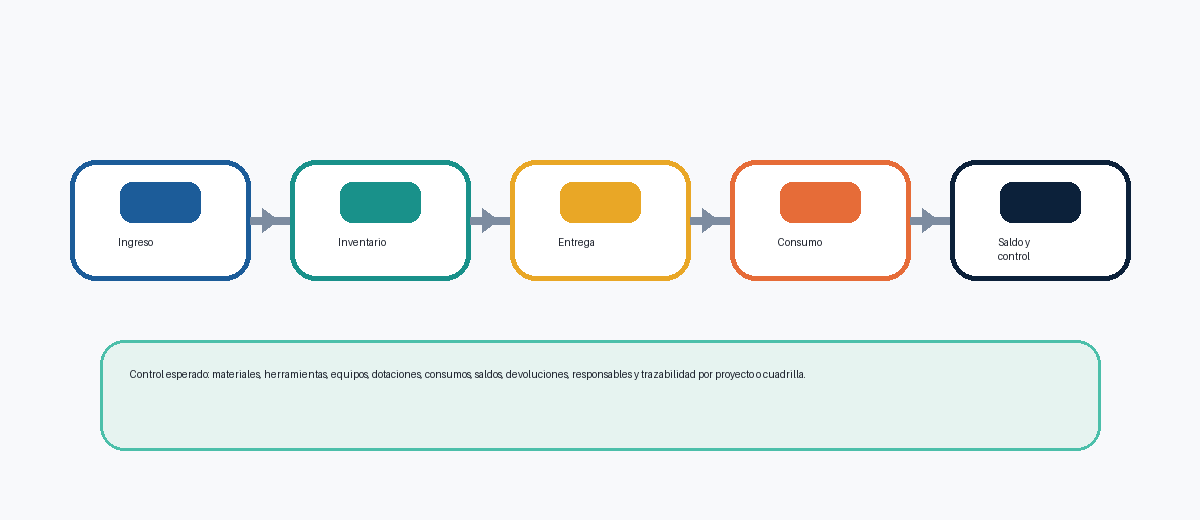 Ingreso
Inventario
Entrega
Consumo
Saldo y
control
Control esperado: materiales, herramientas, equipos, dotaciones, consumos, saldos, devoluciones, responsables y trazabilidad por proyecto o cuadrilla.